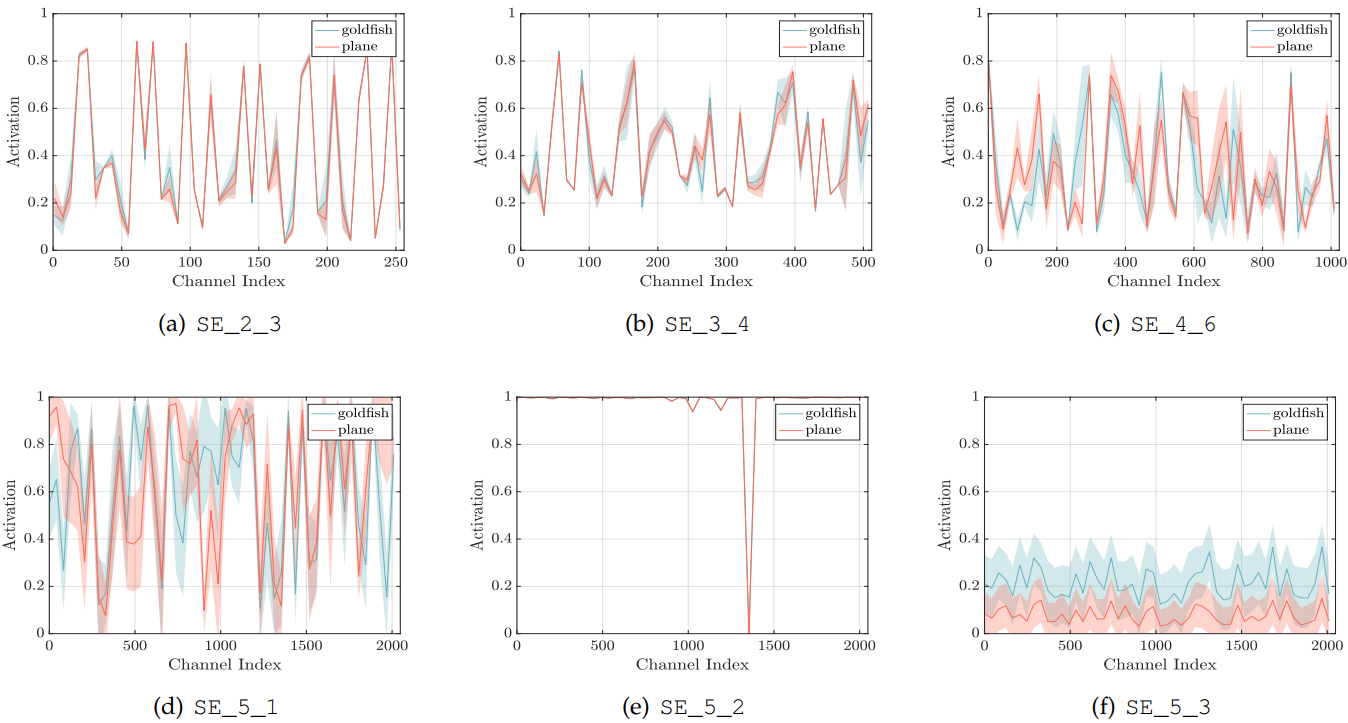 1
0.8
0.6
0.4
0.2
0
Activation
0 50 100 150 200 250
Channel Index
goldfish
plane
(a) SE_2_3
1
0.8
0.6
0.4
0.2
0
Activation
0 100 200 300 400 500
Channel Index
goldfish
plane
(b) SE_3_4
1
0.8
0.6
0.4
0.2
0
Activation
0 200 400 600 800 1000
Channel Index
goldfish
plane
(c) SE_4_6
1
0.8
0.6
0.4
0.2
0
Activation
0 500 1000 1500 2000
Channel Index
goldfish
plane
(d) SE_5_1
1
0.8
0.6
0.4
0.2
0
Activation
0 500 1000 1500 2000
Channel Index
goldfish
plane
(e) SE_5_2
1
0.8
0.6
0.4
0.2
0
Activation
0 500 1000 1500 2000
Channel Index
goldfish
plane
(f) SE_5_3